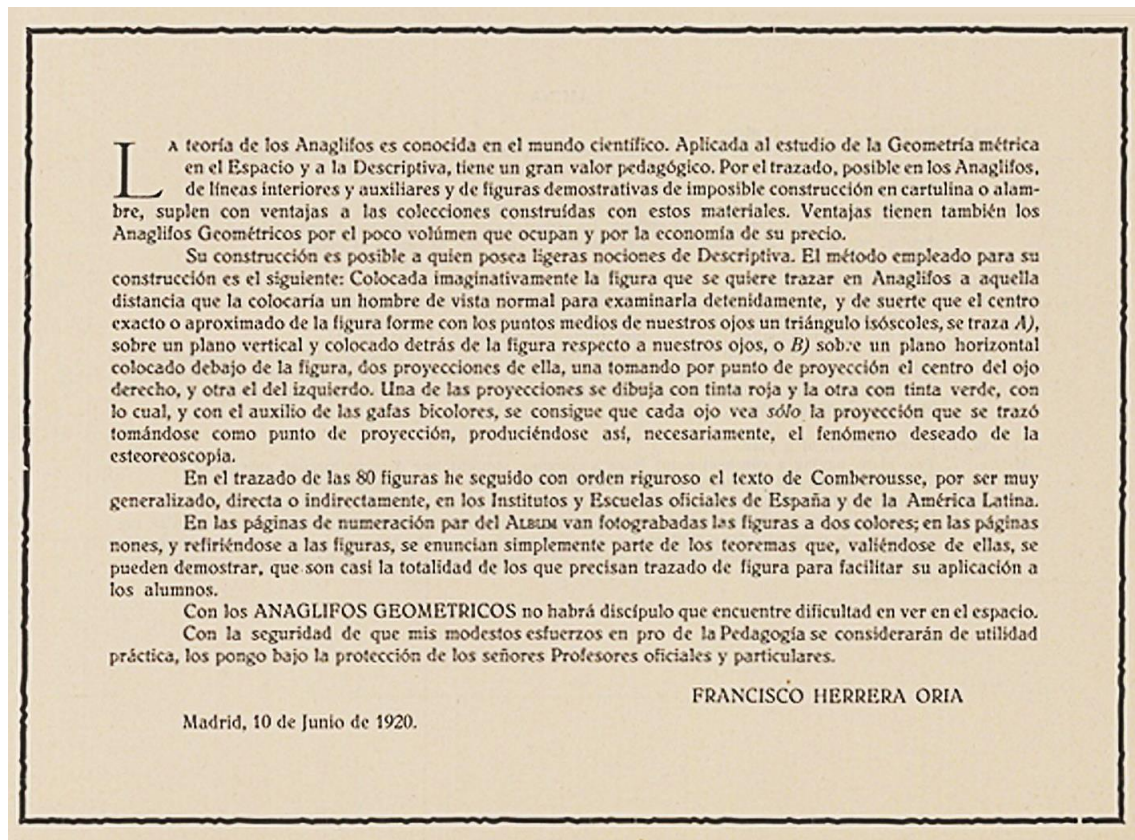 LA teoría de los Anaglifos es conocida en el mundo científico. Aplicada al estudio de la Geometría métrica
en el Espacio y a la Descriptiva, tiene un gran valor pedagógico. Por el trazado, posible en los Anaglifos,
de líneas interiores y auxiliares y de figuras demostrativas de imposible construcción en cartulina o alam-
bre, suplen con ventajas a las colecciones construídas con estos materiales. Ventajas tienen también los
Anaglifos Geométricos por el poco volúmen que ocupan y por la economía de su precio.
Su construcción es posible a quien posea ligeras nociones de Descriptiva. El método empleado para su
construcción es el siguiente: Colocada imaginativamente la figura que se quiere trazar en Anaglifos a aquella
distancia que la colocaría un hombre de vista normal para examinarla detenidamente, y de suerte que el centro
exacto o aproximado de la figura forme con los puntos medios de nuestros ojos un triángulo isóscoles, se traza A),
sobre un plano vertical y colocado detrás de la figura respecto a nuestros ojos, o B) sobre un plano horizontal
colocado debajo de la figura, dos proyecciones de ella, una tomando por punto de proyección el centro del ojo
derecho, y otra el del izquierdo. Una de las proyecciones se dibuja con tinta roja y la otra con tinta verde, con
lo cual, y con el auxilio de las gafas bicolores, se consigue que cada ojo vea sólo la proyección que se trazó
tomándose como punto de proyección, produciéndose así, necesariamente, el fenómeno deseado de la
esteoreoscopia.
En el trazado de las 80 figuras he seguido con orden riguroso el texto de Comberousse, por ser muy
generalizado, directa o indirectamente, en los Institutos y Escuelas oficiales de España y de la América Latina.
En las páginas de numeración par del ALBUM van fotograbadas las figuras a dos colores; en las páginas
nones, y refiriéndose a las figuras, se enuncian simplemente parte de los teoremas que, valiéndose de ellas, se
pueden demostrar, que son casi la totalidad de los que precisan trazado de figura para facilitar su aplicación a
los alumnos.
Con los ANAGLIFOS GEOMETRICOS no habrá discípulo que encuentre dificultad en ver en el espacio.
Con la seguridad de que mis modestos esfuerzos en pro de la Pedagogía se considerarán de utilidad
práctica, los pongo bajo la protección de los señores Profesores oficiales y particulares.
FRANCISCO HERRERA ORIA
Madrid, 10 de Junio de 1920.